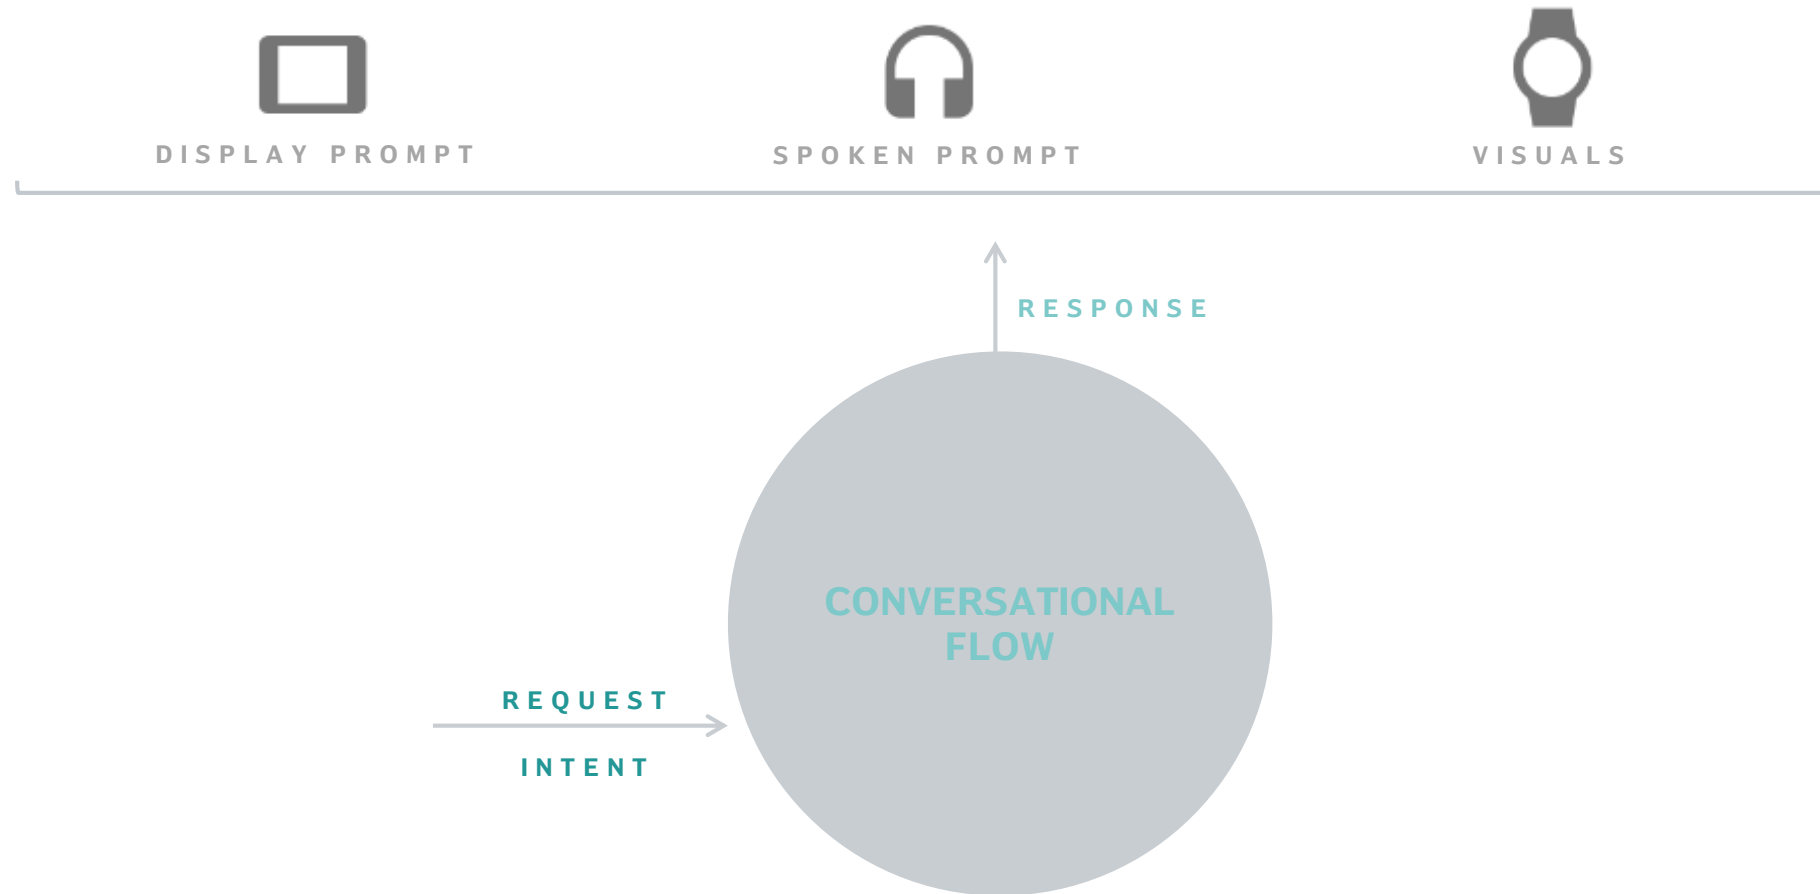 DISPLAY PROMPT
SPOKEN PROMPT
VISUALS
RESPONSE
CONVERSATIONAL
FLOW
REQUEST
INTENT